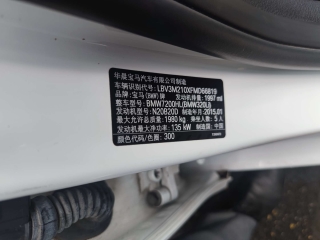 华晨宝马汽车有限公司制造
车辆识别代号: LBV3M210XFMD66819
品牌: 宝马(BMW)牌 发动机排量: 1997 ml
整车型号: BMW7200HL(BMW320Li)
发动机型号: N20B20D 制造年月: 2015.01
最大允许总质量: 1980 kg 乘坐人数: 5人
发动机最大净功率: 135 kW 制造国: 中国
颜色代码/色圈: 300